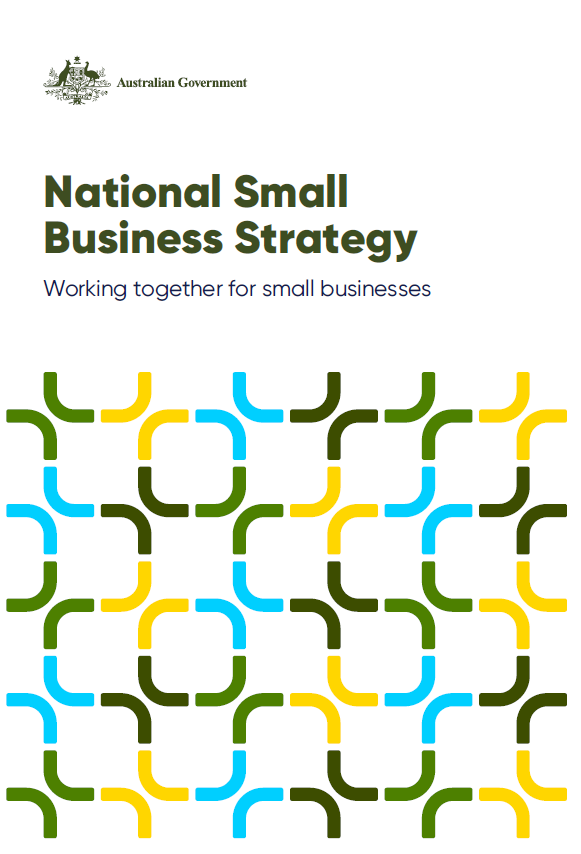 Australian Government
National Small
Business Strategy
Working together for small businesses